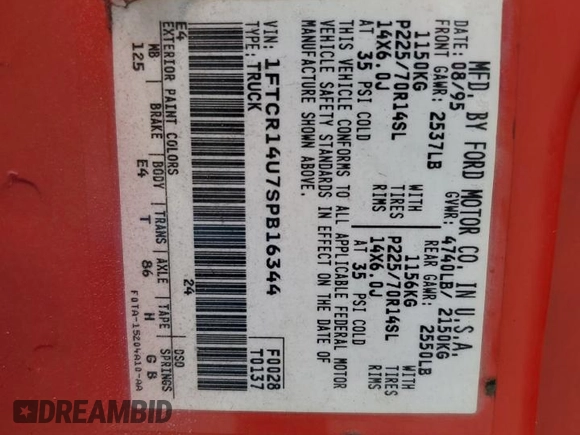 MFD. BY FORD MOTOR CO. IN U.S.A.
08/95 GVWR: 4740LB/ 2150KG
FRONT GAWR: 2537LB REAR GAWR: 2550LB
1150KG WITH 1156KG WITH
P225/70R14SL TIRES P225/70R14SL TIRES
14X6.0J RIMS 14X6.0J RIMS
AT 35 PSI COLD AT 35 PSI COLD
THIS VEHICLE CONFORMS TO ALL APPLICABLE FEDERAL MOTOR
VEHICLE SAFETY STANDARDS IN EFFECT ON THE DATE OF
MANUFACTURE SHOWN ABOVE.
VIN: 1FTCR14U7SPB16344
TYPE: TRUCK
F0028
T0137
E4 24
EXTERIOR PAINT COLORS DSO
WB BRAKE BODY TRANS AXLE TAPE SPRINGS
125 E4 T 86 H G B
F0TA-15204A10-AA
DREAMBID